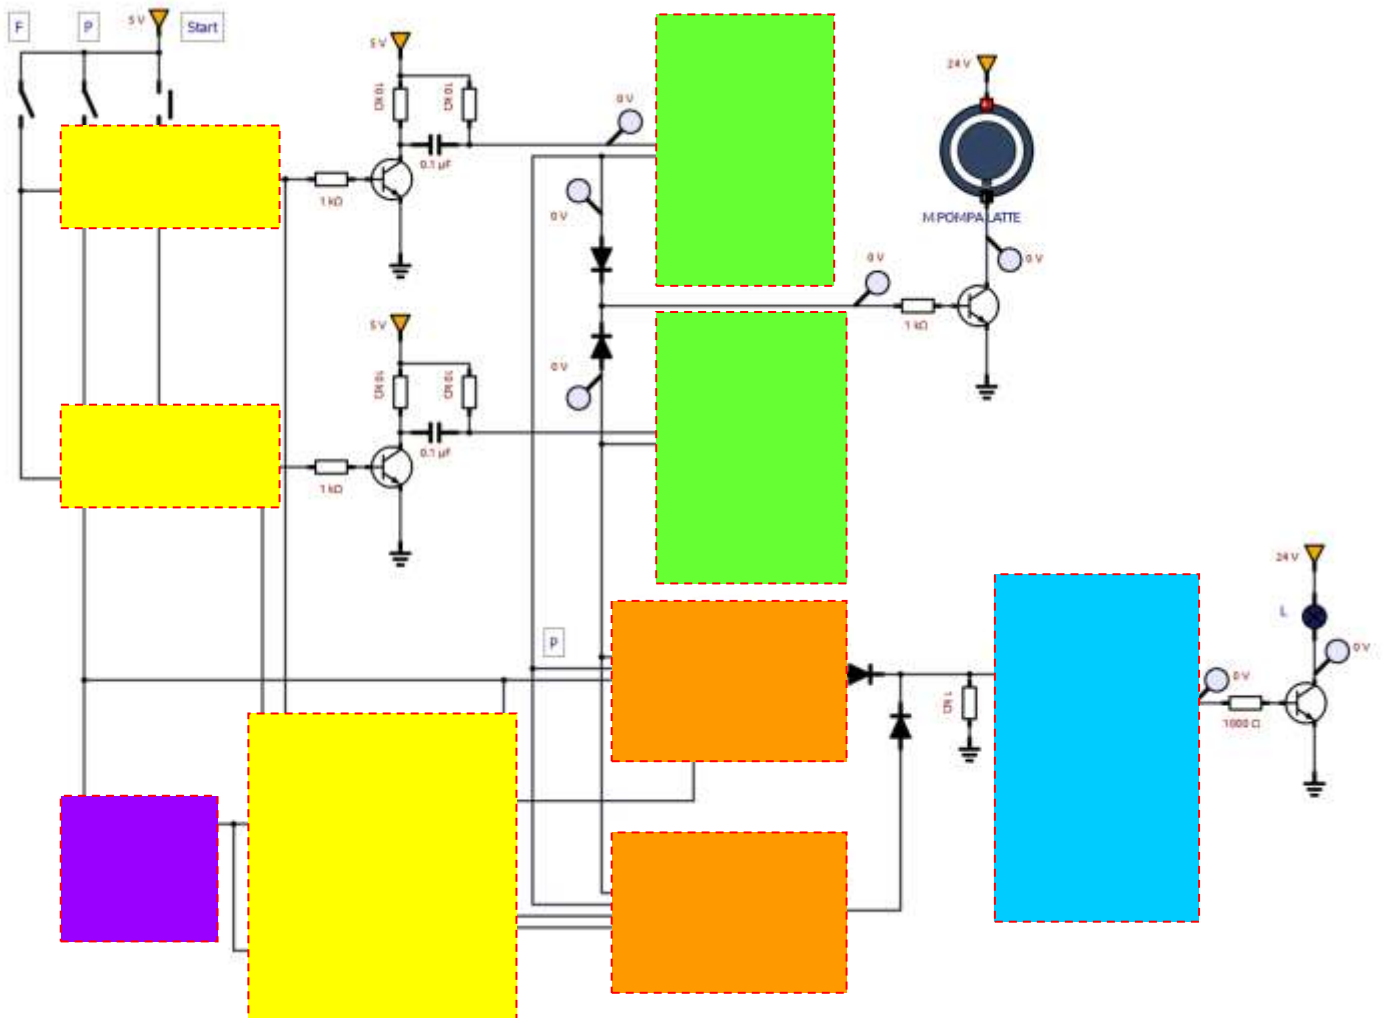 F
P
5 V
Start
5 V
10 kΩ
10 kΩ
0.1 µF
1 kΩ
0 V
0 V
24 V
M POMPA LATTE
0 V
0 V
1 kΩ
5 V
10 kΩ
10 kΩ
0.1 µF
1 kΩ
0 V
P
24 V
L
0 V
0 V
1 kΩ
1000 Ω